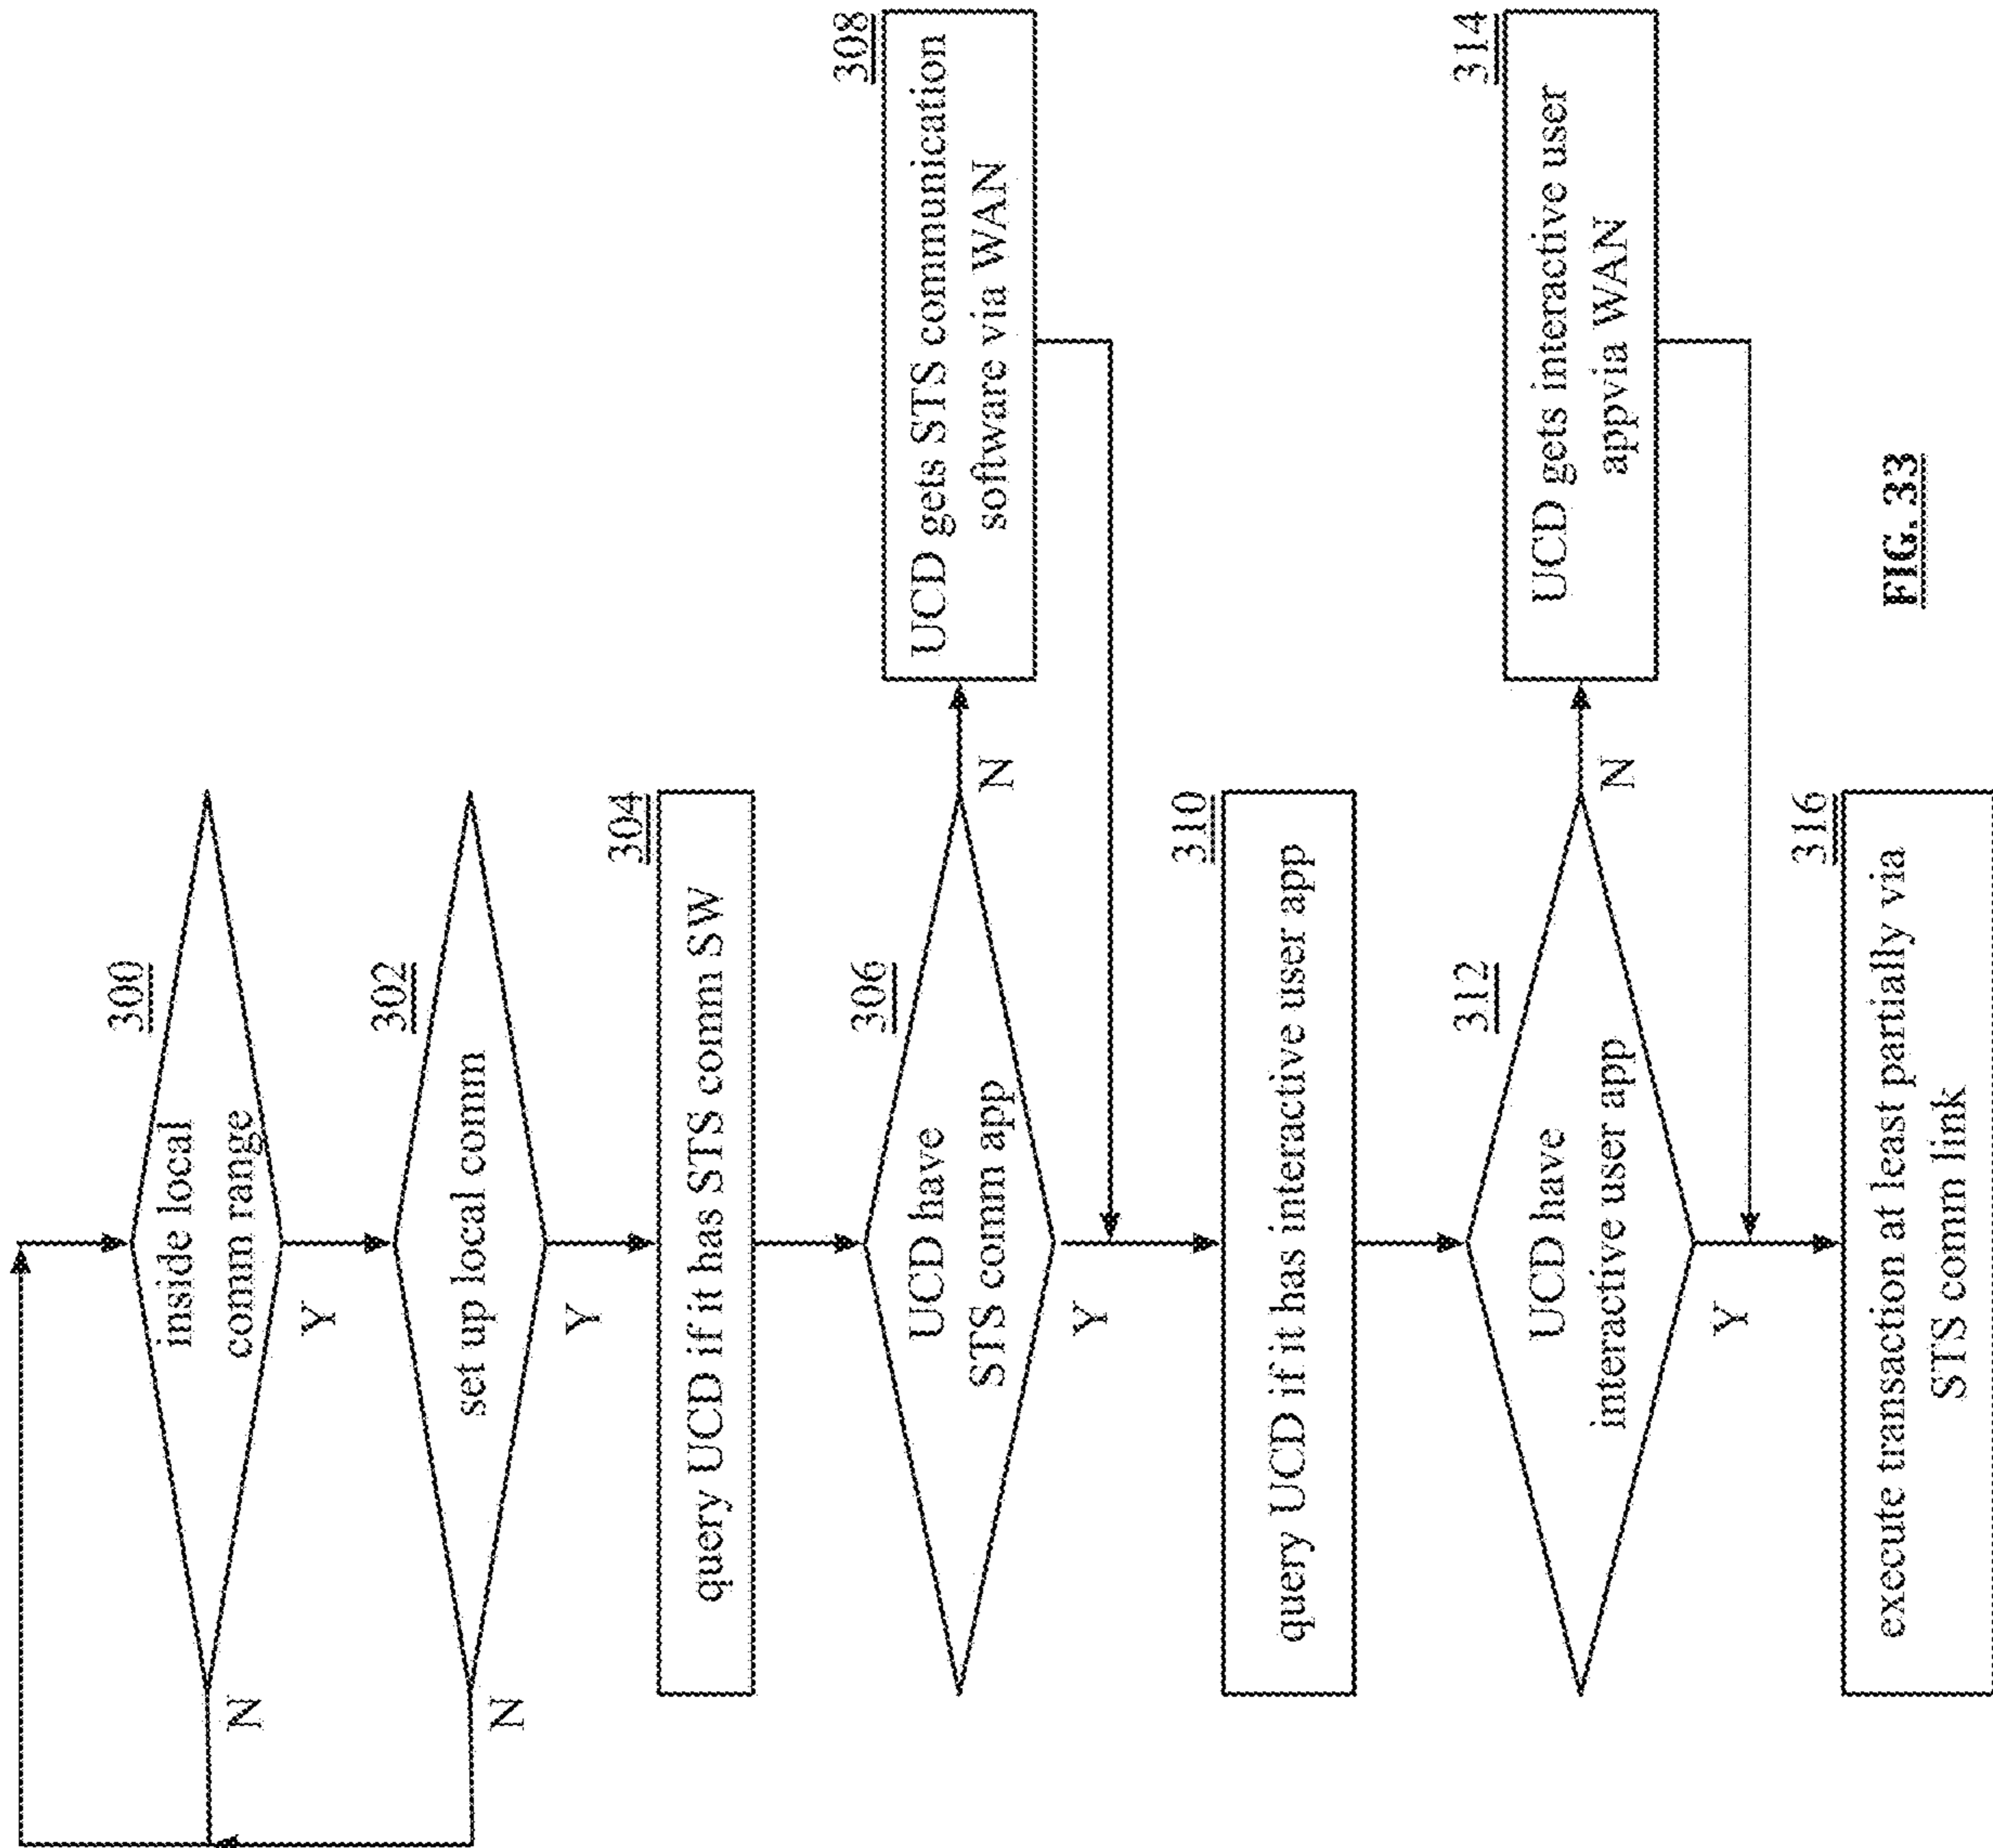 300
inside local
comm range
N
Y
302
set up local comm
N
Y
304
query UCD if it has STS comm SW
306
UCD have
STS comm app
N
Y
308
UCD gets STS communication
software via WAN
310
query UCD if it has interactive user app
312
UCD have
interactive user app
N
Y
314
UCD gets interactive user
appvia WAN
316
execute transaction at least partially via
STS comm link
FIG. 33